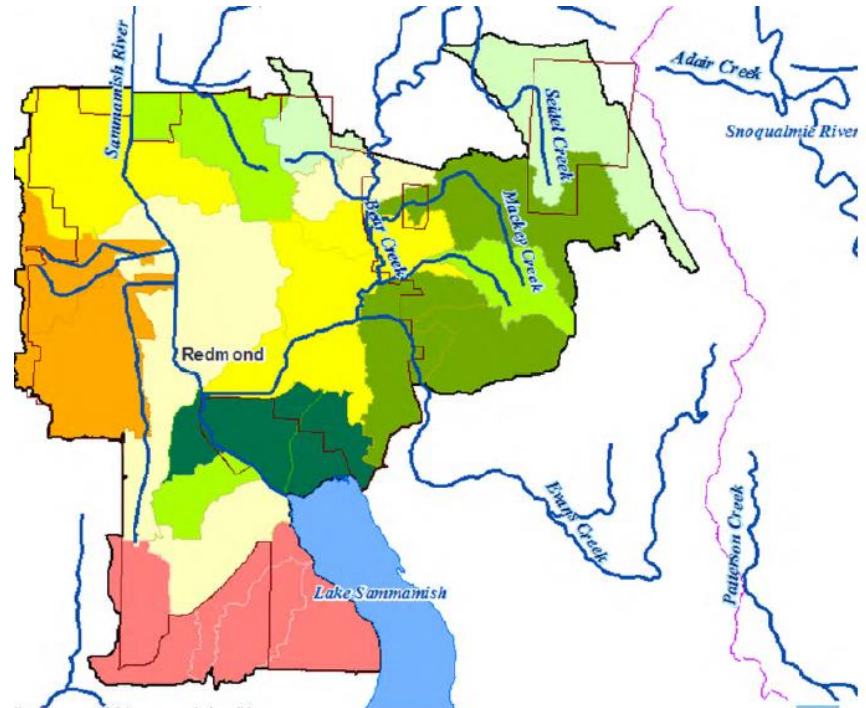 Sammamish River
Adair Creek
Seidel Creek
Snoqualmie River
Bear Creek
Mackey Creek
Redmond
Evans Creek
Patterson Creek
Lake Sammamish